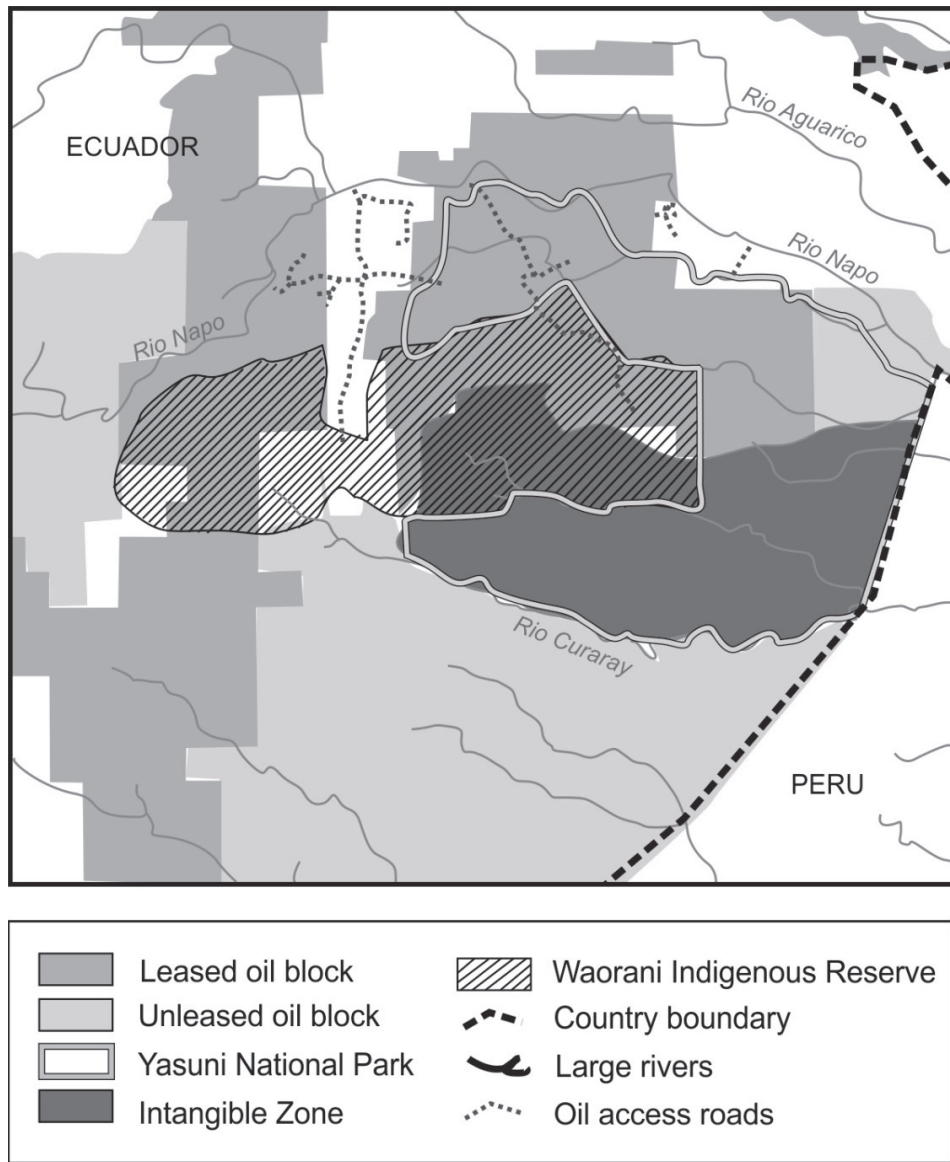 ECUADOR
Rio Aguarico
Rio Napo
Rio Napo
Rio Curaray
PERU
Leased oil block
Unleased oil block
Yasuni National Park
Intangible Zone
Waorani Indigenous Reserve
Country boundary
Large rivers
Oil access roads